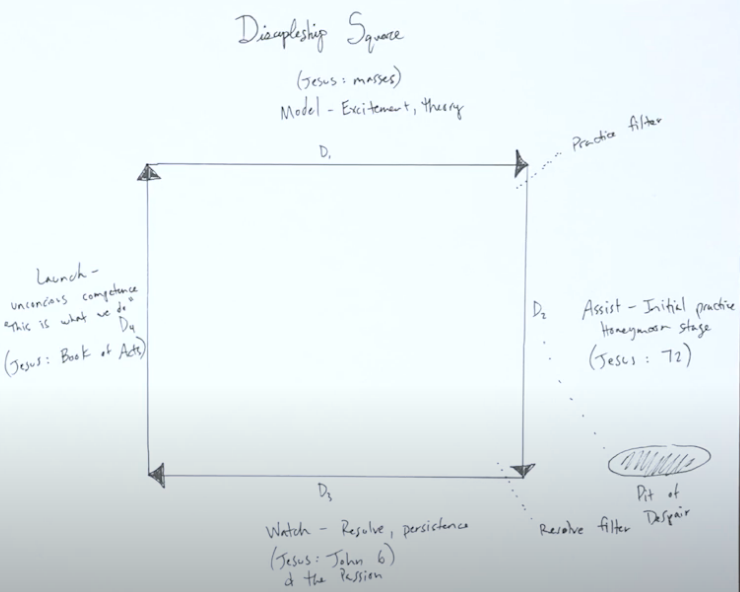 Discipleship Square
(Jesus: masses)
Model - Excitement, theory
D1
Practice filter
Launch -
unconcious competence
"This is what we do"
D4
(Jesus: Book of Acts)
D2
Assist - Initial practice
Honeymoon stage
(Jesus: 72)
Pit of
Despair
D3
Resolve filter
Watch - Resolve, persistence
(Jesus: John 6)
& the Passion